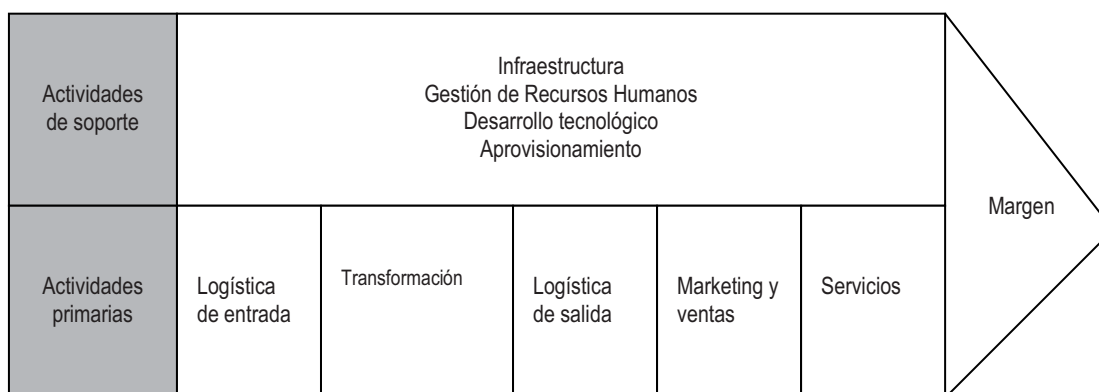 Actividades
de soporte
Infraestructura
Gestión de Recursos Humanos
Desarrollo tecnológico
Aprovisionamiento
Margen
Actividades
primarias
Logística
de entrada
Transformación
Logística
de salida
Marketing y
ventas
Servicios